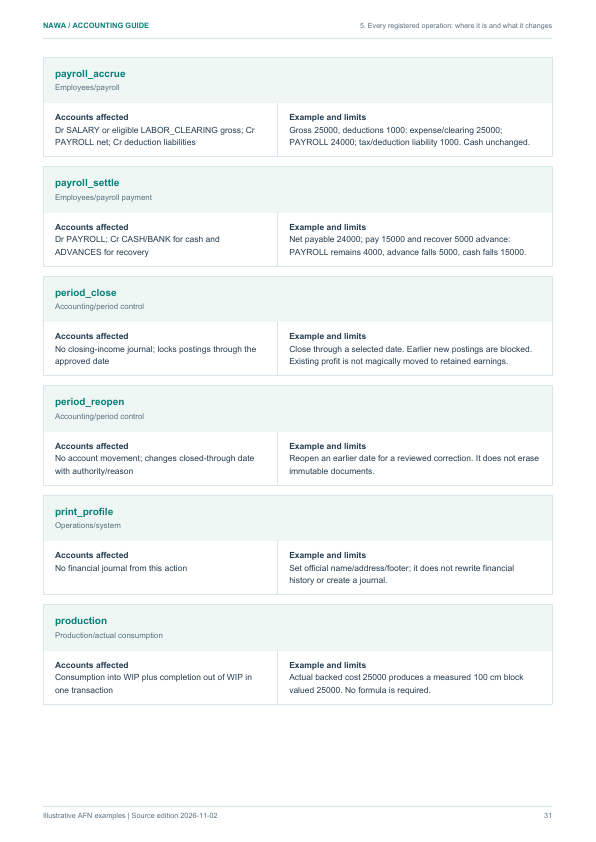 NAWA / ACCOUNTING GUIDE
5. Every registered operation: where it is and what it changes
payroll_accrue
Employees/payroll
Accounts affected
Dr SALARY or eligible LABOR_CLEARING gross; Cr
PAYROLL net; Cr deduction liabilities
Example and limits
Gross 25000, deductions 1000: expense/clearing 25000;
PAYROLL 24000; tax/deduction liability 1000. Cash unchanged.
payroll_settle
Employees/payroll payment
Accounts affected
Dr PAYROLL; Cr CASH/BANK for cash and
ADVANCES for recovery
Example and limits
Net payable 24000; pay 15000 and recover 5000 advance:
PAYROLL remains 4000, advance falls 5000, cash falls 15000.
period_close
Accounting/period control
Accounts affected
No closing-income journal; locks postings through the
approved date
Example and limits
Close through a selected date. Earlier new postings are blocked.
Existing profit is not magically moved to retained earnings.
period_reopen
Accounting/period control
Accounts affected
No account movement; changes closed-through date
with authority/reason
Example and limits
Reopen an earlier date for a reviewed correction. It does not erase
immutable documents.
print_profile
Operations/system
Accounts affected
No financial journal from this action
Example and limits
Set official name/address/footer; it does not rewrite financial
history or create a journal.
production
Production/actual consumption
Accounts affected
Consumption into WIP plus completion out of WIP in
one transaction
Example and limits
Actual backed cost 25000 produces a measured 100 cm block
valued 25000. No formula is required.
Illustrative AFN examples | Source edition 2026-11-02
31